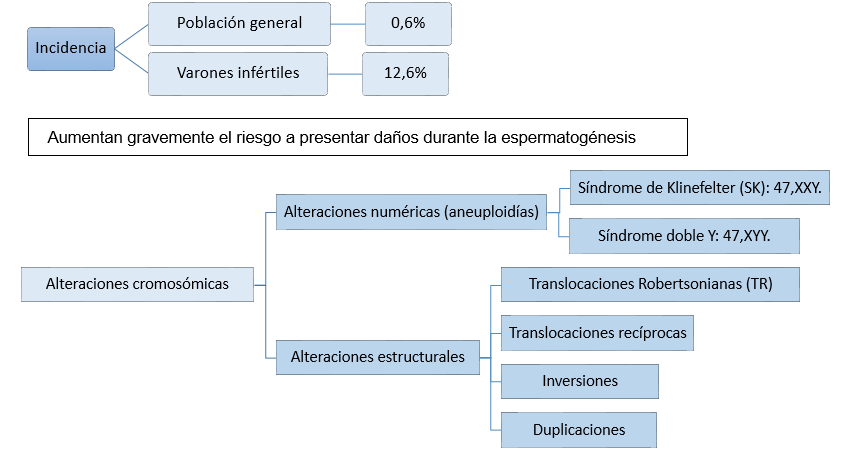 Incidencia
Población general
0,6%
Varones infértiles
12,6%
Aumentan gravemente el riesgo a presentar daños durante la espermatogénesis
Alteraciones cromosómicas
Alteraciones numéricas (aneuploidías)
Síndrome de Klinefelter (SK): 47,XXY.
Síndrome doble Y: 47,XYY.
Alteraciones estructurales
Translocaciones Robertsonianas (TR)
Translocaciones recíprocas
Inversiones
Duplicaciones